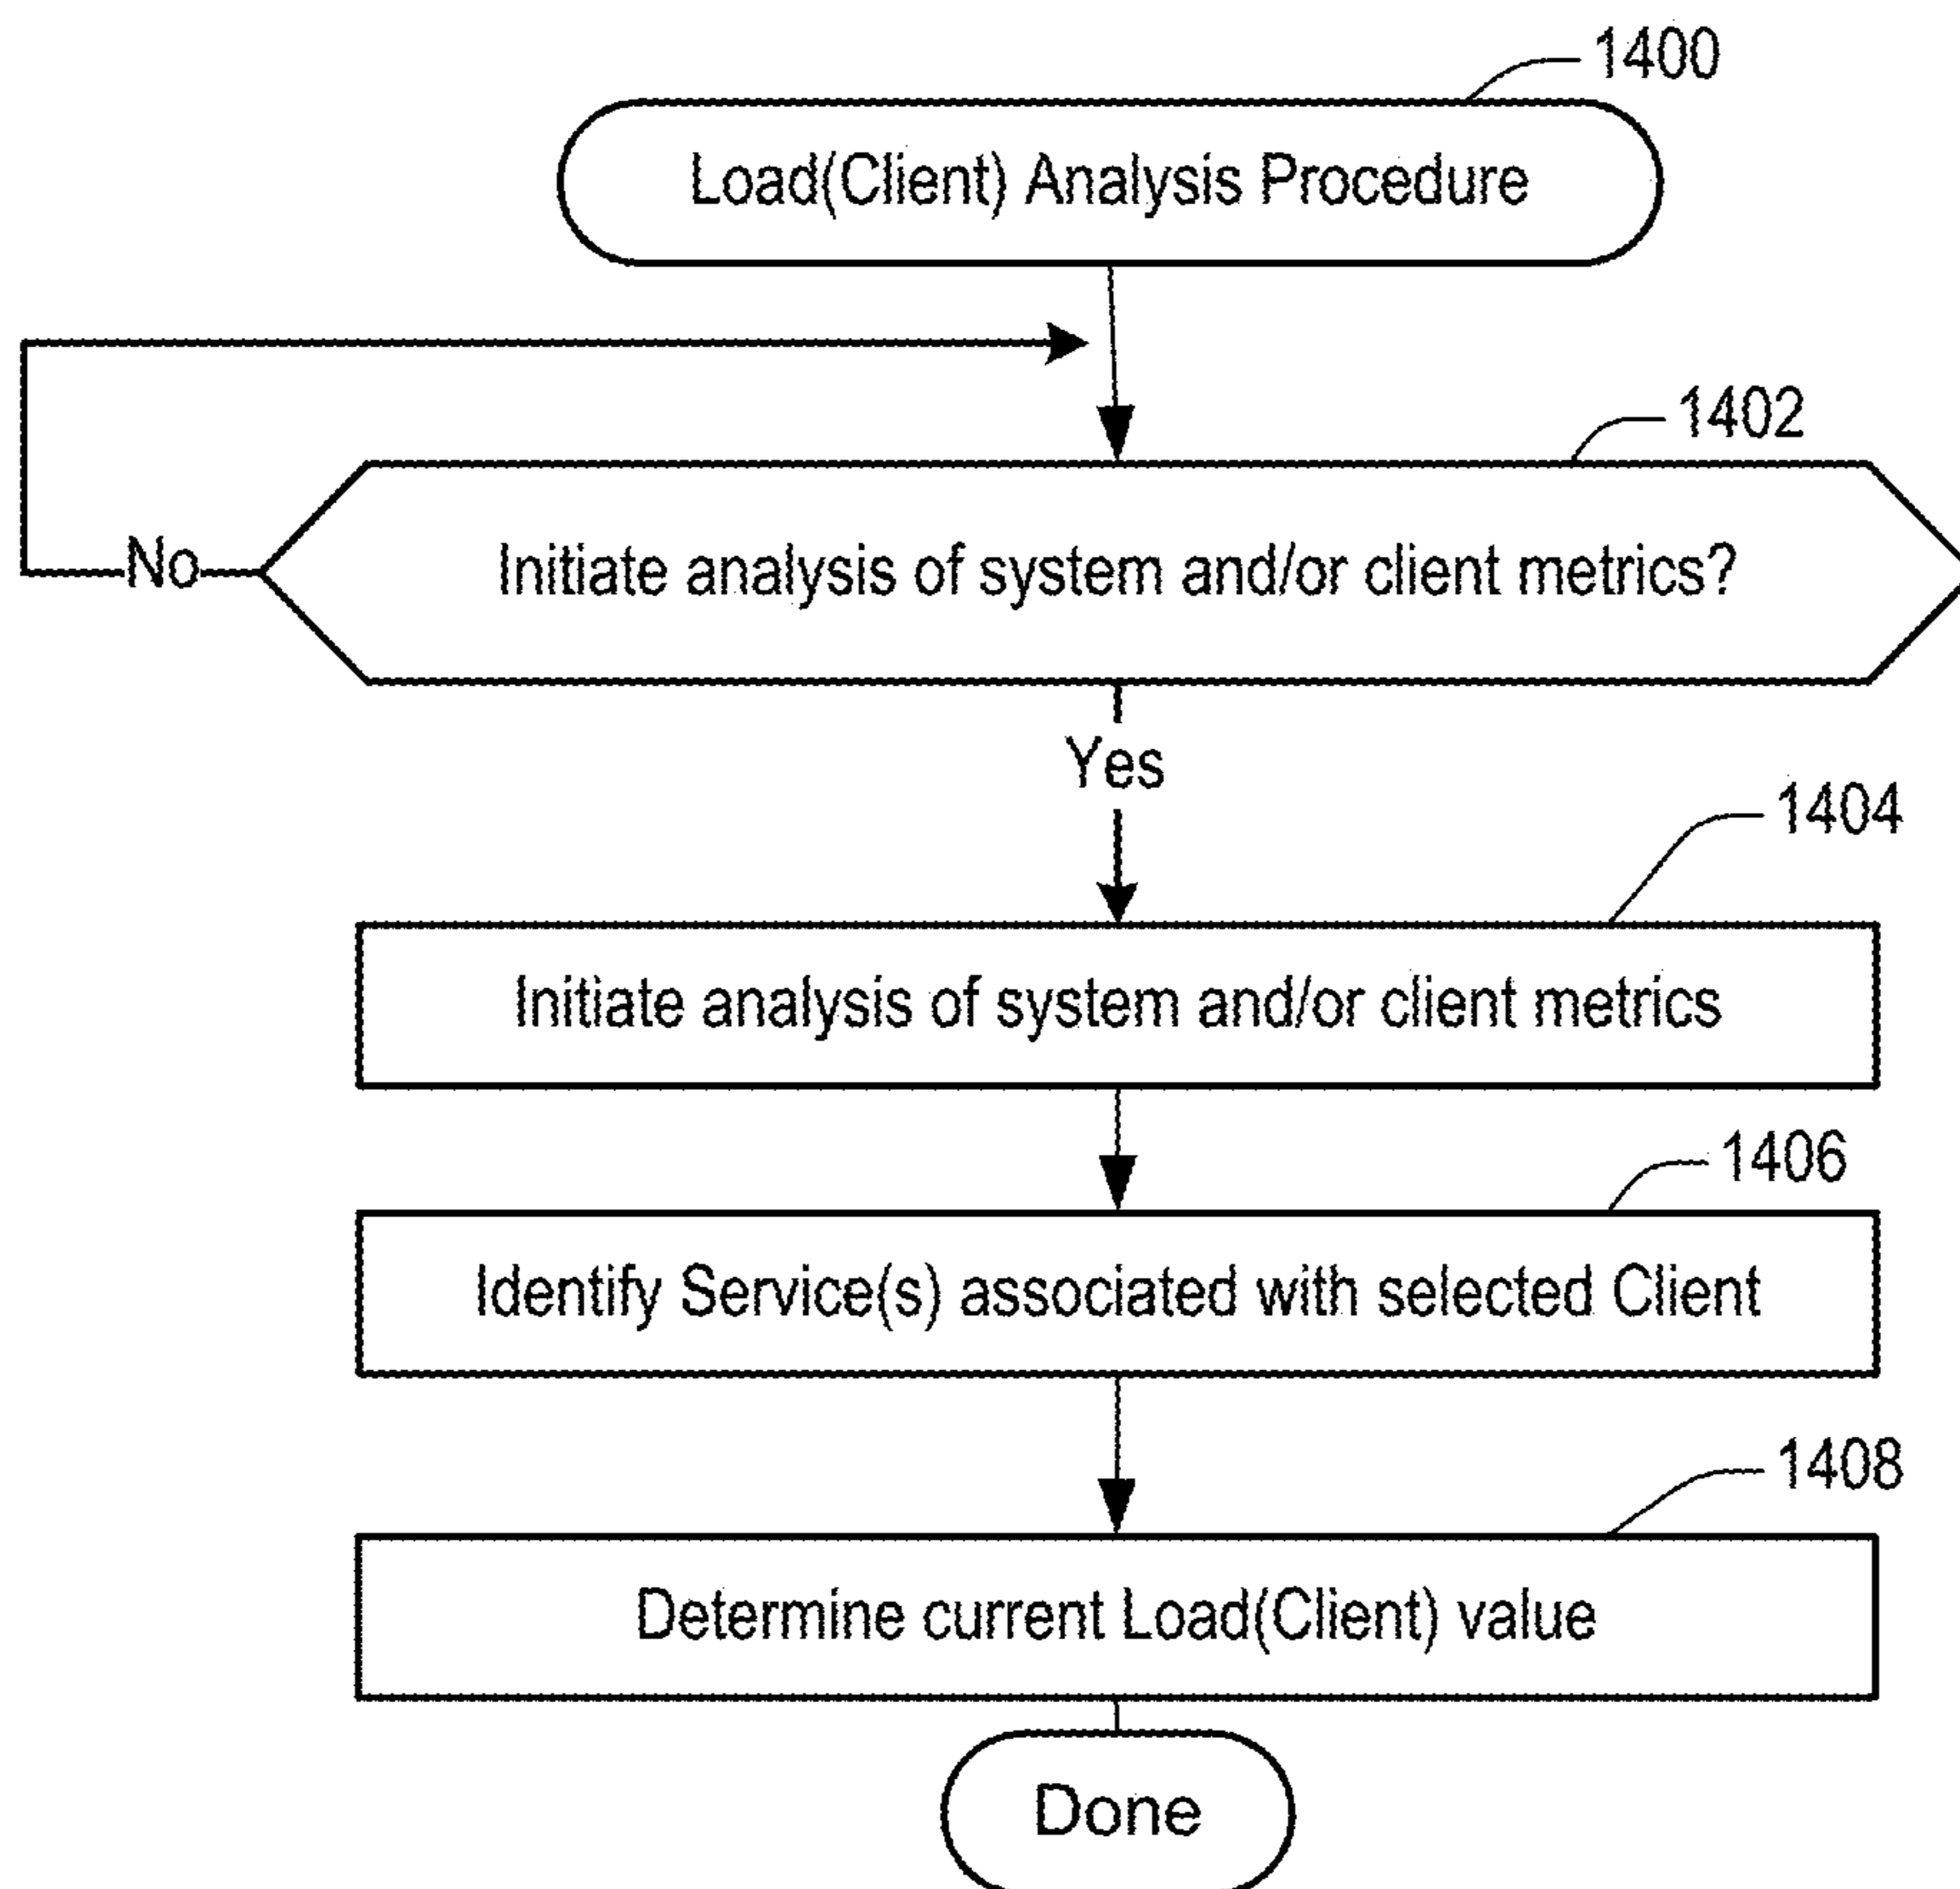 1400
Load(Client) Analysis Procedure
1402
Initiate analysis of system and/or client metrics?
No
Yes
1404
Initiate analysis of system and/or client metrics
1406
Identify Service(s) associated with selected Client
1408
Determine current Load(Client) value
Done